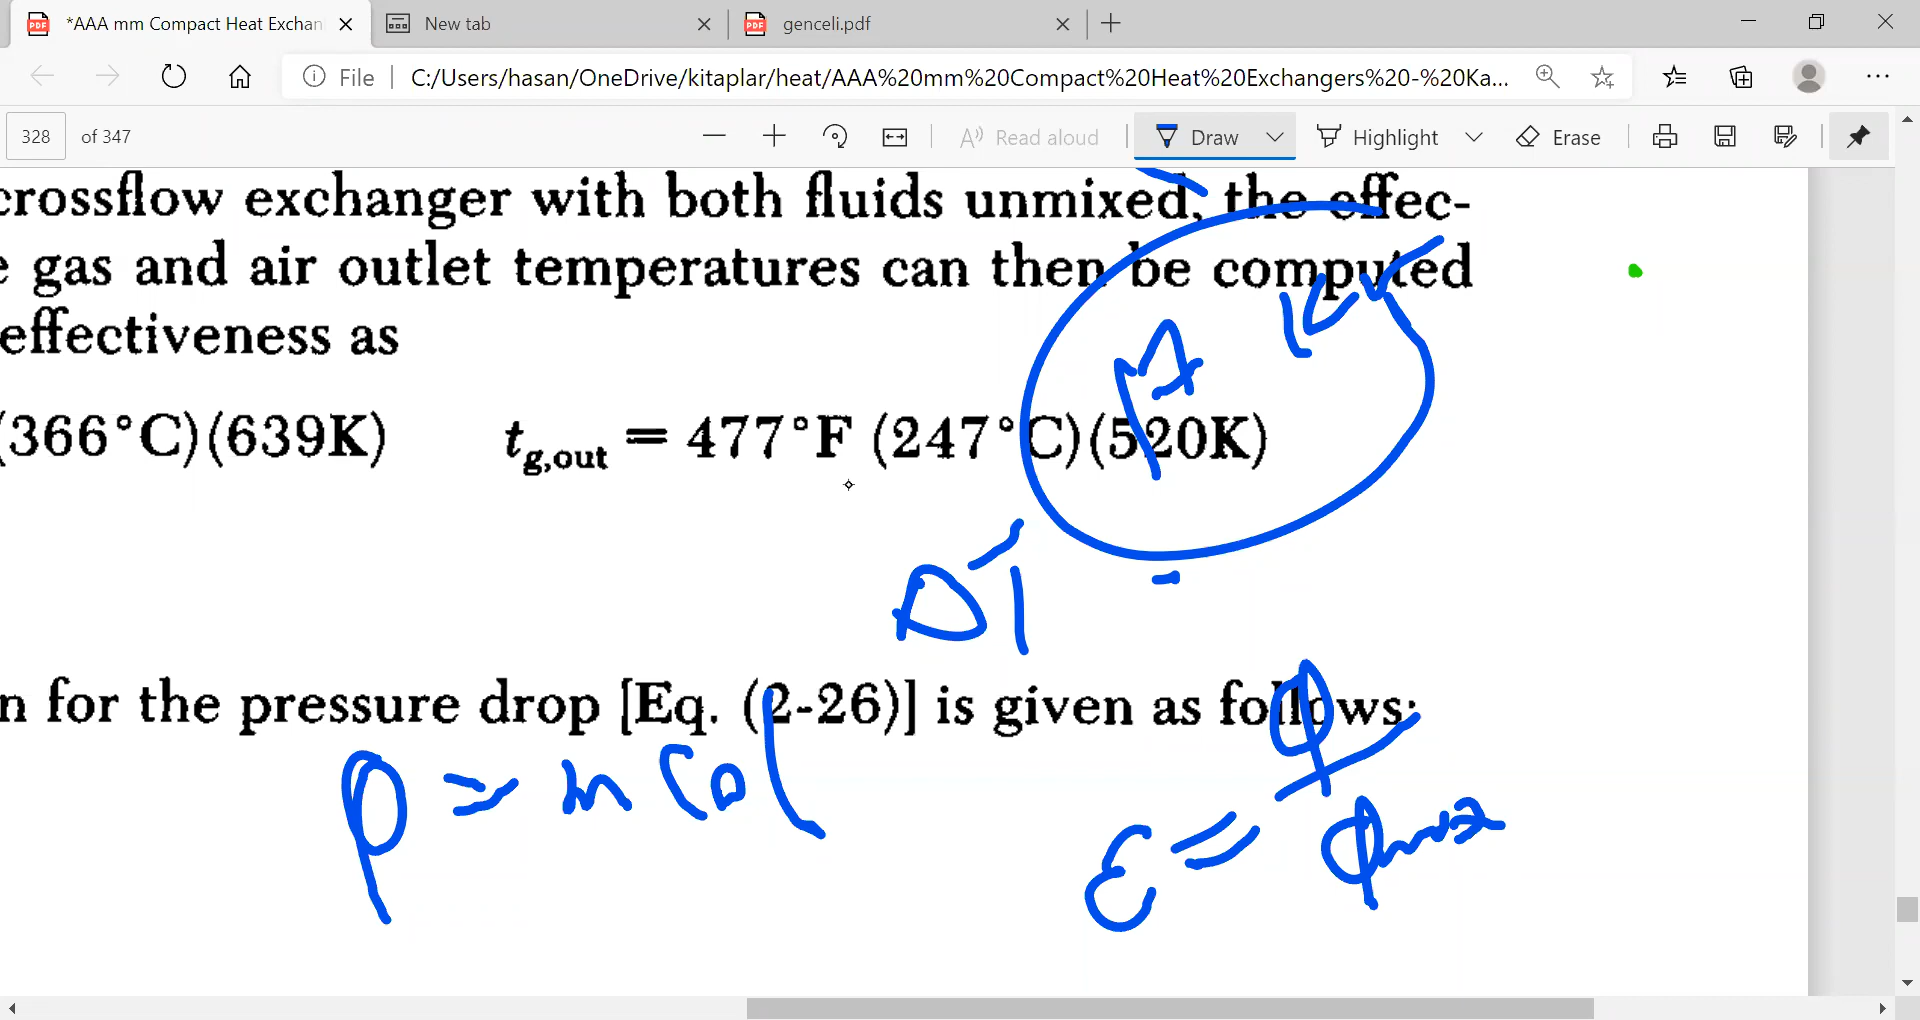 *AAA mm Compact Heat Exchan
New tab
genceli.pdf
File
C:/Users/hasan/OneDrive/kitaplar/heat/AAA%20mm%20Compact%20Heat%20Exchangers%20-%20Ka...
328 of 347
Read aloud
Draw
Highlight
Erase
crossflow exchanger with both fluids unmixed, the effec-
e gas and air outlet temperatures can then be computed
effectiveness as
(366°C)(639K) t_g,out = 477°F (247°C)(520K)
ΔT
n for the pressure drop [Eq. (2-26)] is given as follows: